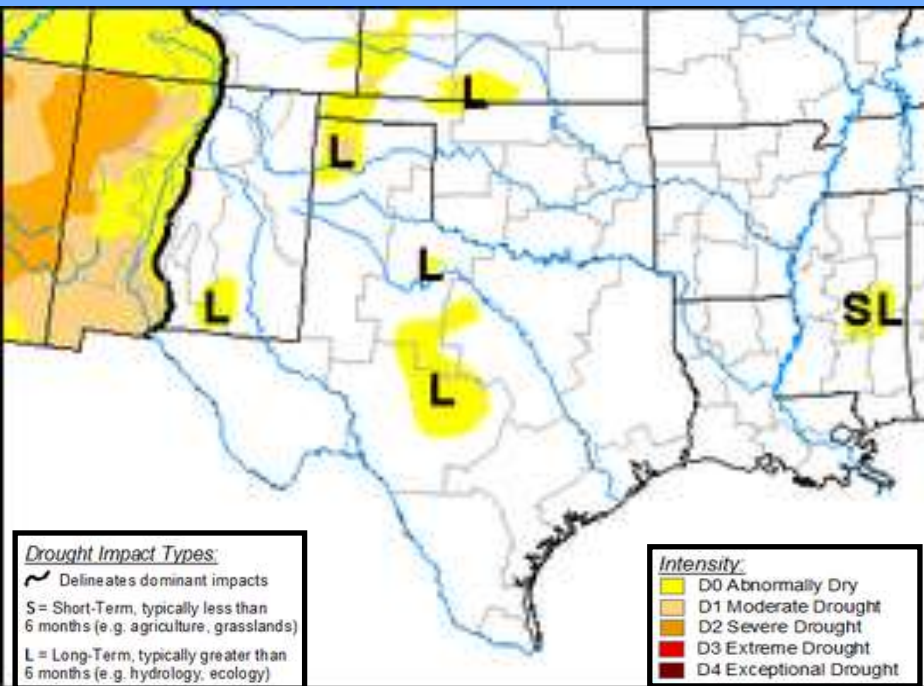 L
L
L
L
SL
L
Drought Impact Types:
Delineates dominant impacts
S = Short-Term, typically less than
6 months (e.g. agriculture, grasslands)
L = Long-Term, typically greater than
6 months (e.g. hydrology, ecology)
Intensity:
D0 Abnormally Dry
D1 Moderate Drought
D2 Severe Drought
D3 Extreme Drought
D4 Exceptional Drought